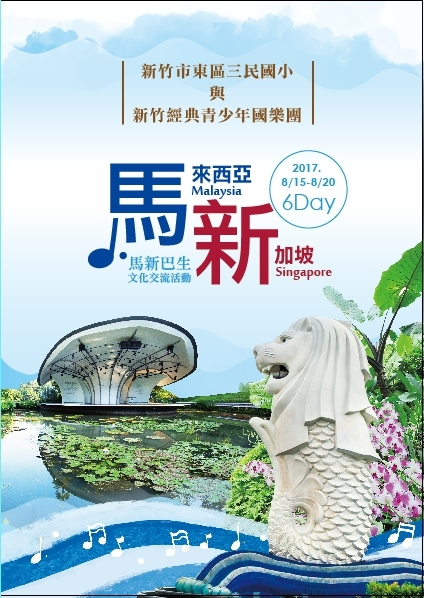 新竹市東區三民國小
與
新竹經典青少年國樂團
馬來西亞
Malaysia
2017.
8/15-8/20
6Day
新加坡
Singapore
馬新巴生
文化交流活動